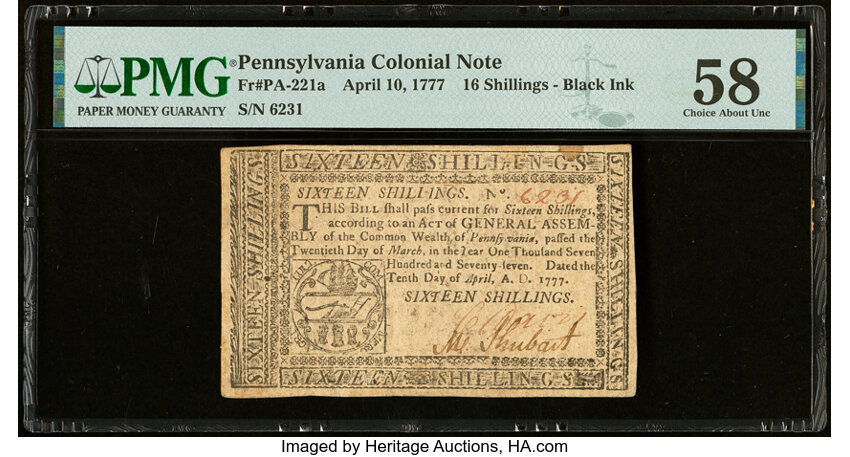 PMG®
PAPER MONEY GUARANTY
Pennsylvania Colonial Note
Fr#PA-221a April 10, 1777 16 Shillings - Black Ink
S/N 6231
58
Choice About Unc
SIXTEEN SHILLINGS
SIXTEEN SHILLINGS
SIXTEEN SHILLINGS
SIXTEEN SHILLINGS. No. 6231
THIS BILL shall pass current for Sixteen Shillings,
according to an ACT of GENERAL ASSEM-
BLY of the Common Wealth, of Pennsylvania, passed the
Twentieth Day of March, in the Year One Thousand Seven
Hundred and Seventy-seven. Dated the
Tenth Day of April, A. D. 1777.
SIXTEEN SHILLINGS.
M. Shubart
SIXTEEN SHILLINGS
Imaged by Heritage Auctions, HA.com